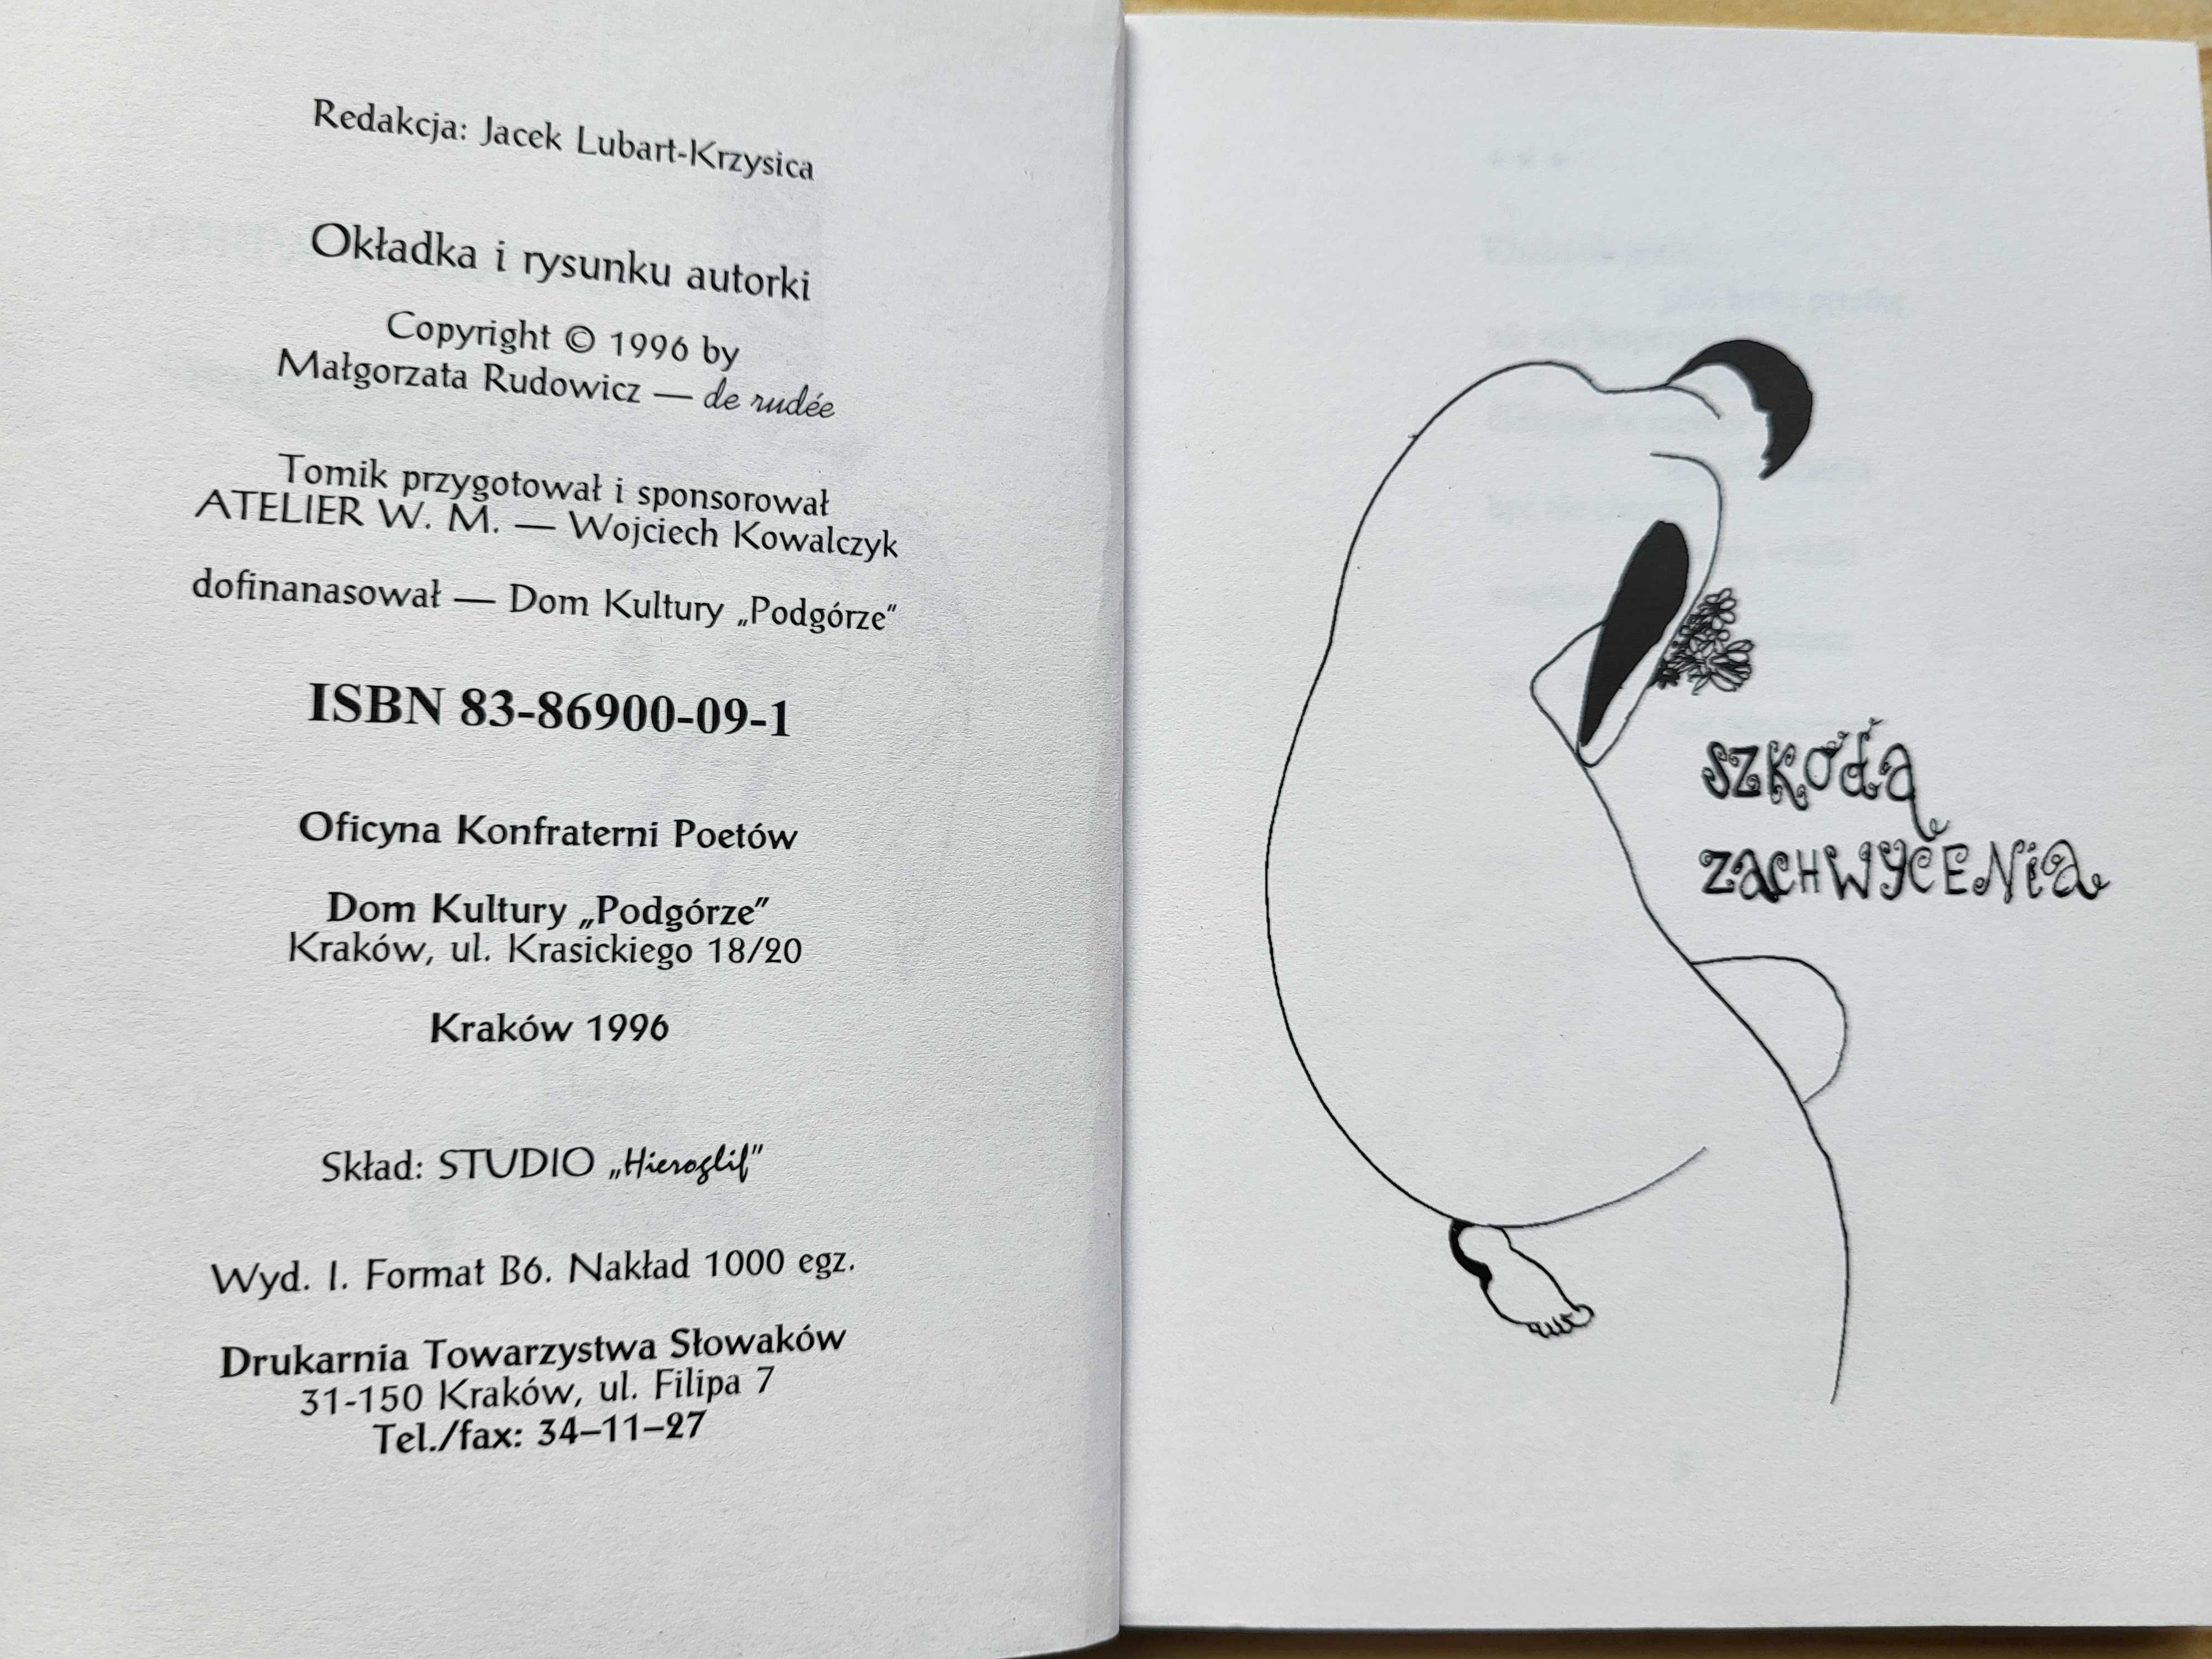 Redakcja: Jacek Lubart-Krzysica
Okładka i rysunku autorki
Copyright © 1996 by
Małgorzata Rudowicz — de rudée
Tomik przygotował i sponsorował
ATELIER W. M. — Wojciech Kowalczyk
dofinanasował — Dom Kultury „Podgórze”
ISBN 83-86900-09-1
Oficyna Konfraterni Poetów
Dom Kultury „Podgórze”
Kraków, ul. Krasickiego 18/20
Kraków 1996
Skład: STUDIO „Hieroglif”
Wyd. I. Format B6. Nakład 1000 egz.
Drukarnia Towarzystwa Słowaków
31-150 Kraków, ul. Filipa 7
Tel./fax: 34–11–27
SZKOŁA
ZACHWYCENIA